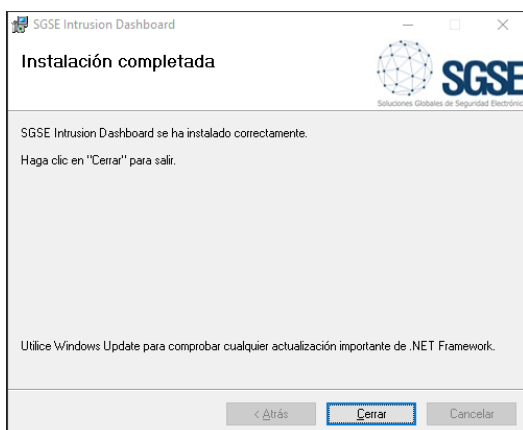 SGSE Intrusion Dashboard
Instalación completada
SGSE
Soluciones Globales de Seguridad Electrónic
SGSE Intrusion Dashboard se ha instalado correctamente.
Haga clic en "Cerrar" para salir.
Utilice Windows Update para comprobar cualquier actualización importante de .NET Framework.
< Atrás
Cerrar
Cancelar